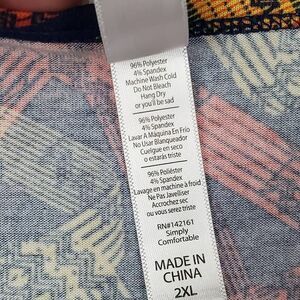 96% Polyester
4% Spandex
Machine Wash Cold
Do Not Bleach
Hang Dry
or you'll be sad
96% Polyester
4% Spandex
Lavar A Máquina En Frío
No Usar Blanqueador
Cuelgue en seco
o estarás triste
96% Poliéster
4% Spandex
Lavage en machine à froid
Ne Pas Javelliser
Accrochez sec
ou vous serez triste
RN#142161
Simply
Comfortable
MADE IN
CHINA
2XL